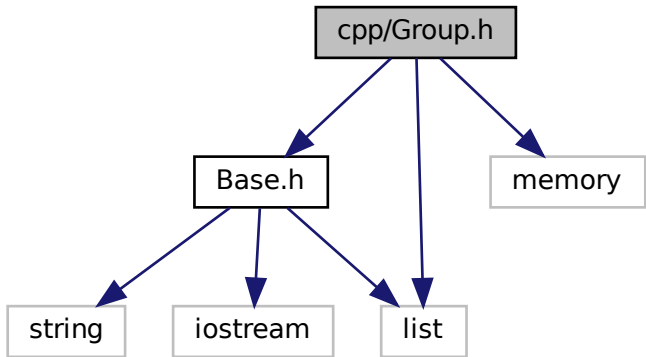 cpp/Group.h
Base.h
memory
string
iostream
list